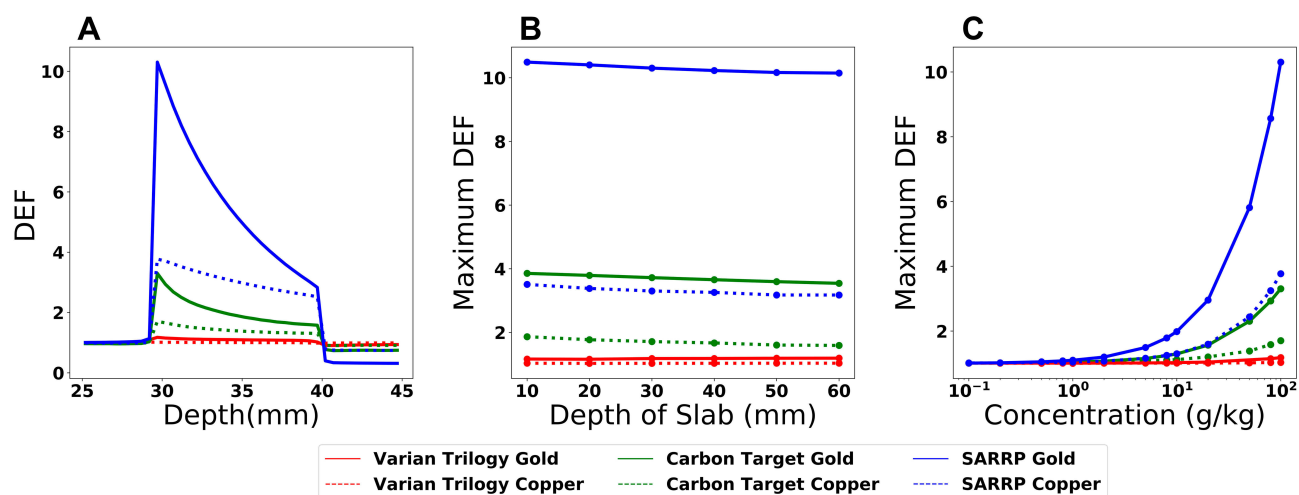 A
B
C
DEF
10
8
6
4
2
0
25
30
35
40
45
Depth(mm)
Maximum DEF
10
8
6
4
2
10
20
30
40
50
60
Depth of Slab (mm)
Maximum DEF
10
8
6
4
2
10⁻¹
10⁰
10¹
10²
Concentration (g/kg)
Varian Trilogy Gold
Carbon Target Gold
SARRP Gold
Varian Trilogy Copper
Carbon Target Copper
SARRP Copper